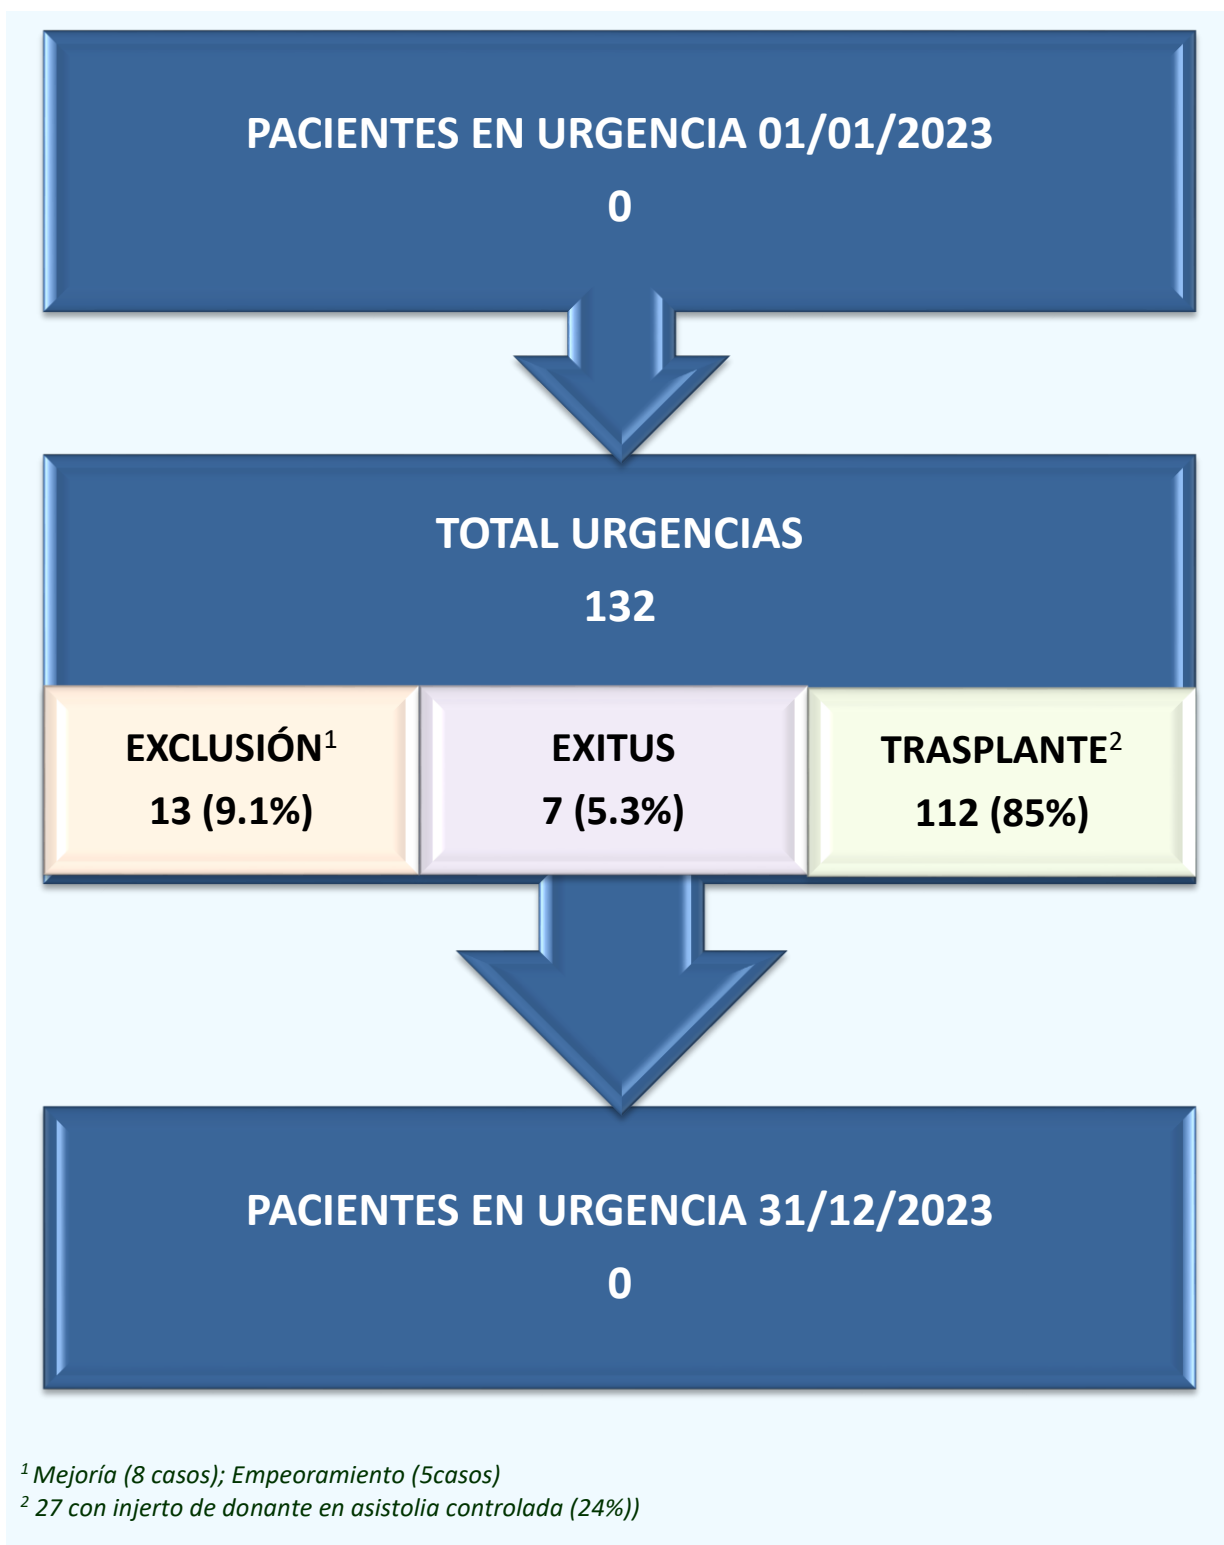 PACIENTES EN URGENCIA 01/01/2023
0
TOTAL URGENCIAS
132
EXCLUSIÓN¹
13 (9.1%)
EXITUS
7 (5.3%)
TRASPLANTE²
112 (85%)
PACIENTES EN URGENCIA 31/12/2023
0
¹ Mejoría (8 casos); Empeoramiento (5casos)
² 27 con injerto de donante en asistolia controlada (24%))